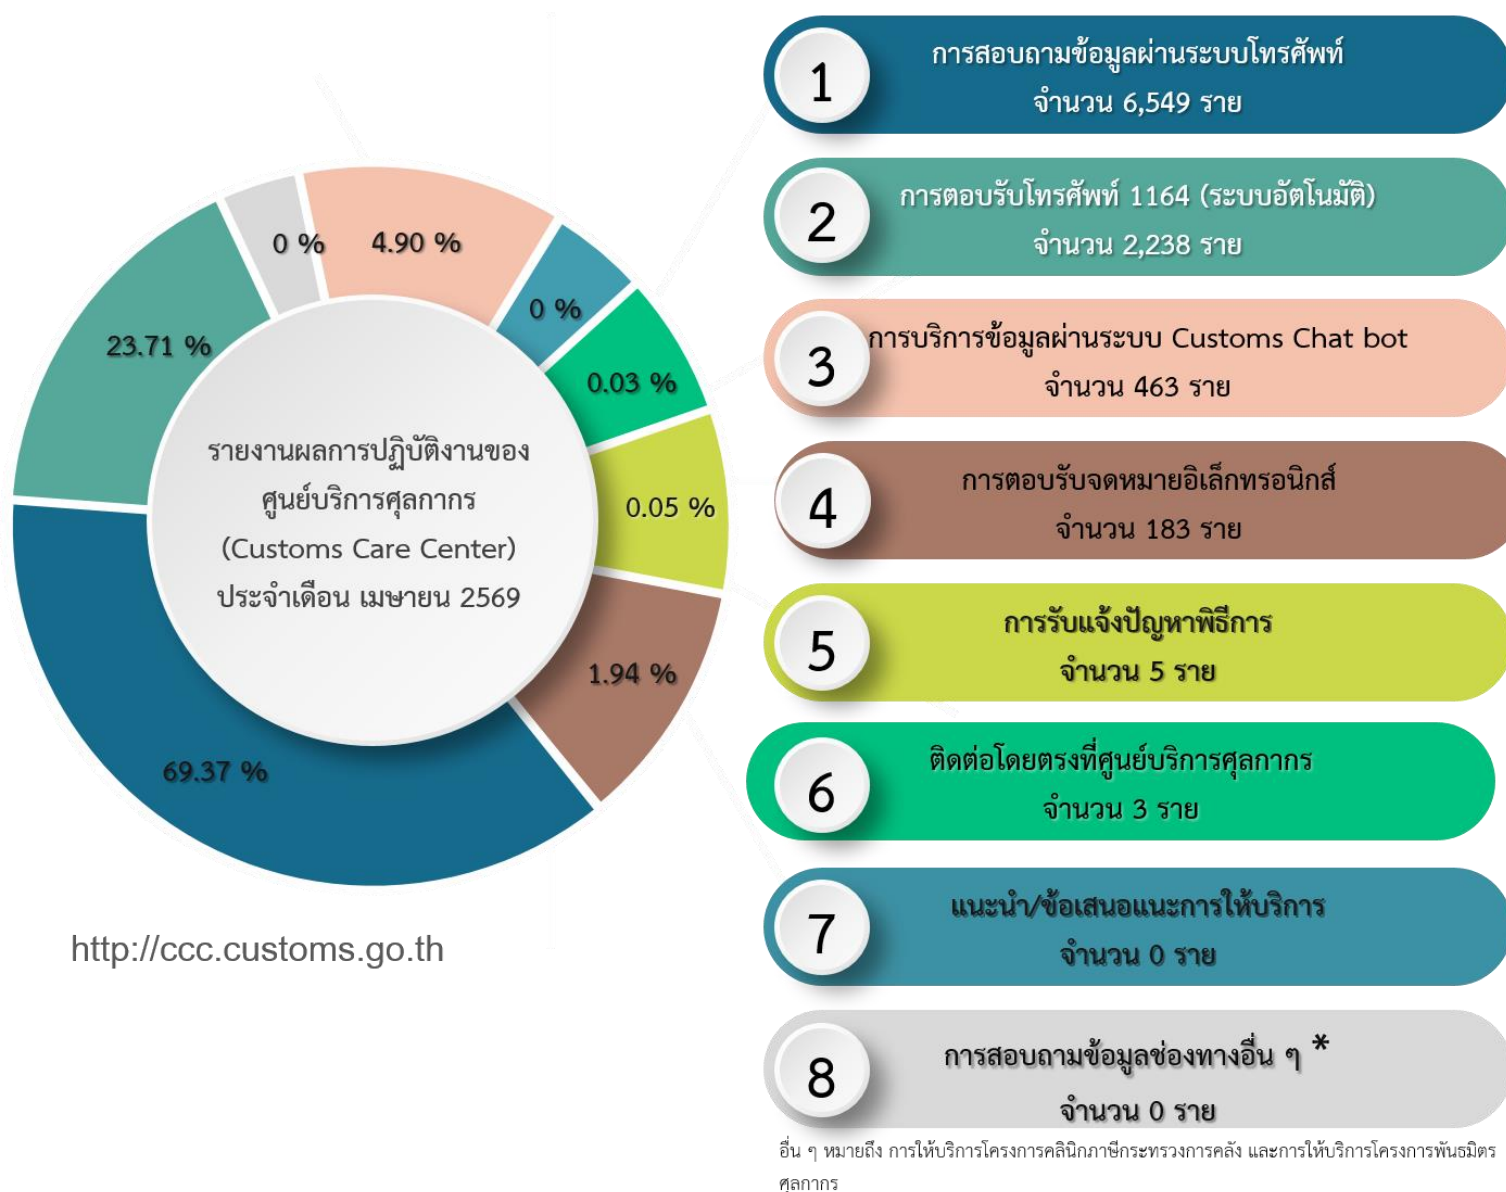 0 %
4.90 %
0 %
23.71 %
0.03 %
0.05 %
1.94 %
69.37 %
รายงานผลการปฏิบัติงานของ
ศูนย์บริการศุลกากร
(Customs Care Center)
ประจำเดือน เมษายน 2569
http://ccc.customs.go.th
1
การสอบถามข้อมูลผ่านระบบโทรศัพท์
จำนวน 6,549 ราย
2
การตอบรับโทรศัพท์ 1164 (ระบบอัตโนมัติ)
จำนวน 2,238 ราย
3
การบริการข้อมูลผ่านระบบ Customs Chat bot
จำนวน 463 ราย
4
การตอบรับจดหมายอิเล็กทรอนิกส์
จำนวน 183 ราย
5
การรับแจ้งปัญหาพิธีการ
จำนวน 5 ราย
6
ติดต่อโดยตรงที่ศูนย์บริการศุลกากร
จำนวน 3 ราย
7
แนะนำ/ข้อเสนอแนะการให้บริการ
จำนวน 0 ราย
8
การสอบถามข้อมูลช่องทางอื่น ๆ *
จำนวน 0 ราย
อื่น ๆ หมายถึง การให้บริการโครงการคลินิกภาษีกระทรวงการคลัง และการให้บริการโครงการพันธมิตร
ศุลกากร